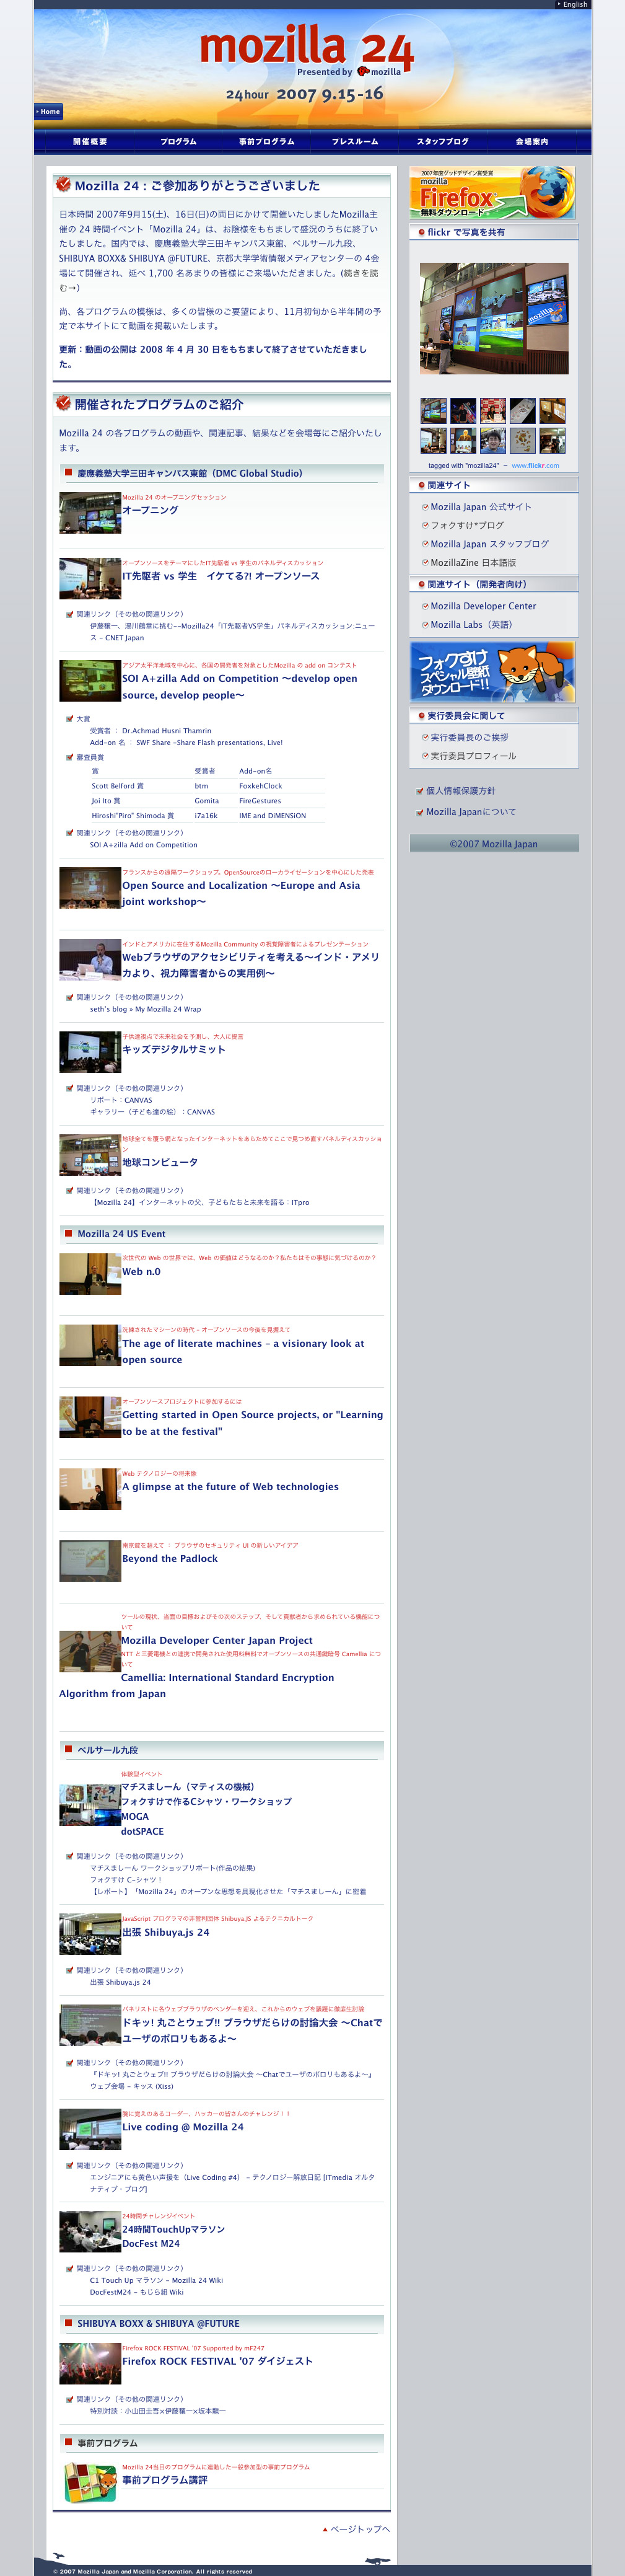 English
mozilla 24
Presented by mozilla
24hour 2007 9.15-16
Home
開催概要
プログラム
事前プログラム
プレスルーム
スタッフブログ
会場案内
Mozilla 24 : ご参加ありがとうございました
日本時間 2007年9月15(土)、16日(日)の両日にかけて開催いたしましたMozilla主
催の 24 時間イベント「Mozilla 24」は、お陰様をもちまして盛況のうちに終了い
たしました。国内では、慶應義塾大学三田キャンパス東館、ベルサール九段、
SHIBUYA BOXX& SHIBUYA @FUTURE、京都大学学術情報メディアセンターの 4会
場にて開催され、延べ 1,700 名あまりの皆様にご来場いただきました。(続きを読
む→)
尚、各プログラムの模様は、多くの皆様のご要望により、11月初旬から半年間の予
定で本サイトにて動画を掲載いたします。
更新：動画の公開は 2008 年 4 月 30 日をもちまして終了させていただきまし
た。
開催されたプログラムのご紹介
Mozilla 24 の各プログラムの動画や、関連記事、結果などを会場毎にご紹介いたし
ます。
慶應義塾大学三田キャンパス東館（DMC Global Studio）
Mozilla 24 のオープニングセッション
オープニング
オープンソースをテーマにしたIT先駆者 vs 学生のパネルディスカッション
IT先駆者 vs 学生　イケてる?! オープンソース
関連リンク（その他の関連リンク）
伊藤穰一、湯川鶴章に挑む--Mozilla24「IT先駆者VS学生」パネルディスカッション:ニュー
ス - CNET Japan
アジア太平洋地域を中心に、各国の開発者を対象としたMozilla の add on コンテスト
SOI A+zilla Add on Competition ～develop open
source, develop people～
大賞
受賞者 ： Dr.Achmad Husni Thamrin
Add-on 名 ： SWF Share -Share Flash presentations, Live!
審査員賞
賞 受賞者 Add-on名
Scott Belford 賞 btm FoxkehClock
Joi Ito 賞 Gomita FireGestures
Hiroshi"Piro" Shimoda 賞 i7a16k IME and DiMENSiON
関連リンク（その他の関連リンク）
SOI A+zilla Add on Competition
フランスからの遠隔ワークショップ。OpenSourceのローカライゼーションを中心にした発表
Open Source and Localization ～Europe and Asia
joint workshop～
インドとアメリカに在住するMozilla Community の視覚障害者によるプレゼンテーション
Webブラウザのアクセシビリティを考える～インド・アメリ
カより、視力障害者からの実用例～
関連リンク（その他の関連リンク）
seth's blog » My Mozilla 24 Wrap
子供達視点で未来社会を予測し、大人に提言
キッズデジタルサミット
関連リンク（その他の関連リンク）
リポート：CANVAS
ギャラリー（子ども達の絵）：CANVAS
地球全てを覆う網となったインターネットをあらためてここで見つめ直すパネルディスカッショ
ン
地球コンピュータ
関連リンク（その他の関連リンク）
【Mozilla 24】インターネットの父、子どもたちと未来を語る：ITpro
Mozilla 24 US Event
次世代の Web の世界では、Web の価値はどうなるのか？私たちはその事態に気づけるのか？
Web n.0
洗練されたマシーンの時代 - オープンソースの今後を見据えて
The age of literate machines – a visionary look at
open source
オープンソースプロジェクトに参加するには
Getting started in Open Source projects, or "Learning
to be at the festival"
Web テクノロジーの将来像
A glimpse at the future of Web technologies
南京錠を超えて ： ブラウザのセキュリティ UI の新しいアイデア
Beyond the Padlock
ツールの現状、当面の目標およびその次のステップ、そして貢献者から求められている機能につ
いて
Mozilla Developer Center Japan Project
NTT と三菱電機との連携で開発された使用料無料でオープンソースの共通鍵暗号 Camellia につ
いて
Camellia: International Standard Encryption
Algorithm from Japan
ベルサール九段
体験型イベント
マチスましーん（マティスの機械）
フォクすけで作るCシャツ・ワークショップ
MOGA
dotSPACE
関連リンク（その他の関連リンク）
マチスましーん ワークショップリポート(作品の結果)
フォクすけ C-シャツ！
【レポート】「Mozilla 24」のオープンな思想を具現化させた「マチスましーん」に密着
JavaScript プログラマの非営利団体 Shibuya.JS よるテクニカルトーク
出張 Shibuya.js 24
関連リンク（その他の関連リンク）
出張 Shibuya.js 24
パネリストに各ウェブブラウザのベンダーを迎え、これからのウェブを議題に徹底生討論
ドキッ! 丸ごとウェブ!! ブラウザだらけの討論大会 ～Chatで
ユーザのポロリもあるよ～
関連リンク（その他の関連リンク）
『ドキッ! 丸ごとウェブ!! ブラウザだらけの討論大会 ～Chatでユーザのポロリもあるよ～』
ウェブ会場 - キッス (Xiss)
腕に覚えのあるコーダー、ハッカーの皆さんのチャレンジ！！
Live coding @ Mozilla 24
関連リンク（その他の関連リンク）
エンジニアにも黄色い声援を（Live Coding #4） - テクノロジー解放日記 [ITmedia オルタ
ナティブ・ブログ]
24時間チャレンジイベント
24時間TouchUpマラソン
DocFest M24
関連リンク（その他の関連リンク）
C1 Touch Up マラソン - Mozilla 24 Wiki
DocFestM24 - もじら組 Wiki
SHIBUYA BOXX & SHIBUYA @FUTURE
Firefox ROCK FESTIVAL '07 Supported by mF247
Firefox ROCK FESTIVAL '07 ダイジェスト
関連リンク（その他の関連リンク）
特別対談：小山田圭吾×伊藤穰一×坂本龍一
事前プログラム
Mozilla 24当日のプログラムに連動した一般参加型の事前プログラム
事前プログラム講評
ページトップへ
2007年度グッドデザイン賞受賞
mozilla
Firefox
無料ダウンロード
flickr で写真を共有
tagged with "mozilla24" – www.flickr.com
関連サイト
Mozilla Japan 公式サイト
フォクすけ*ブログ
Mozilla Japan スタッフブログ
MozillaZine 日本語版
関連サイト（開発者向け）
Mozilla Developer Center
Mozilla Labs（英語）
フォクすけ
スペシャル壁紙
ダウンロード!!
実行委員会に関して
実行委員長のご挨拶
実行委員プロフィール
個人情報保護方針
Mozilla Japanについて
©2007 Mozilla Japan
© 2007 Mozilla Japan and Mozilla Corporation. All rights reserved